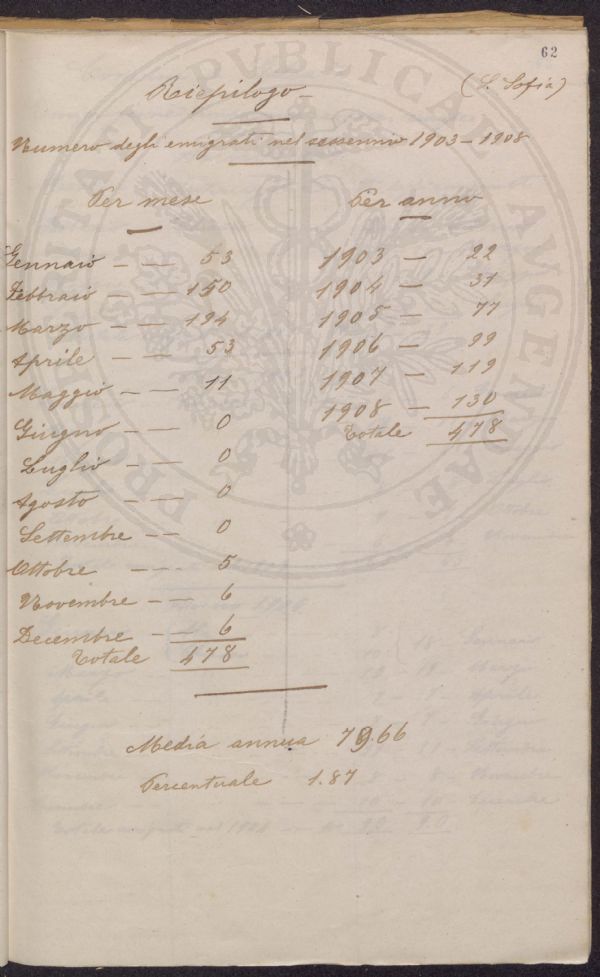 62
(S. Sofia)
Riepilogo
Numero degli emigrati nel sessennio 1903-1908
Per mese
Gennaio - — 53
Febbraio - — 150
Marzo - — 194
Aprile - — 53
Maggio - — 11
Giugno - — 0
Luglio - — 0
Agosto - — 0
Settembre - — 0
Ottobre - — 5
Novembre - — 6
Decembre - — 6
Totale 478
Per anno
1903 — 22
1904 — 31
1905 — 77
1906 — 99
1907 — 119
1908 — 130
Totale 478
Media annua 79.66
Percentuale 1.87
PROSPERITATI PUBLICAE AUGENDAE